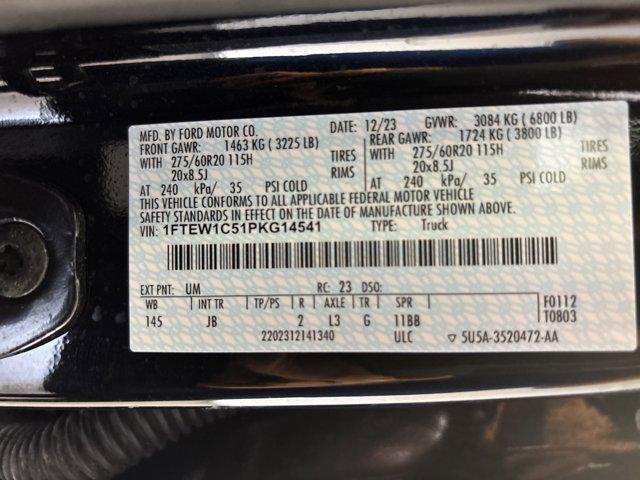 MFD. BY FORD MOTOR CO.
DATE: 12/23 GVWR: 3084 KG ( 6800 LB)
FRONT GAWR: 1463 KG ( 3225 LB)
REAR GAWR: 1724 KG ( 3800 LB)
WITH 275/60R20 115H TIRES
WITH 275/60R20 115H TIRES
20x8.5J RIMS
20x8.5J RIMS
AT 240 kPa/ 35 PSI COLD
AT 240 kPa/ 35 PSI COLD
THIS VEHICLE CONFORMS TO ALL APPLICABLE FEDERAL MOTOR VEHICLE
SAFETY STANDARDS IN EFFECT ON THE DATE OF MANUFACTURE SHOWN ABOVE.
VIN: 1FTEW1C51PKG14541 TYPE: Truck
EXT PNT: UM RC: 23 DSO:
WB INT TR TP/PS R AXLE TR SPR F0112
145 JB 2 L3 G 11BB T0803
2202312141340 ULC ▽ 5U5A-3520472-AA